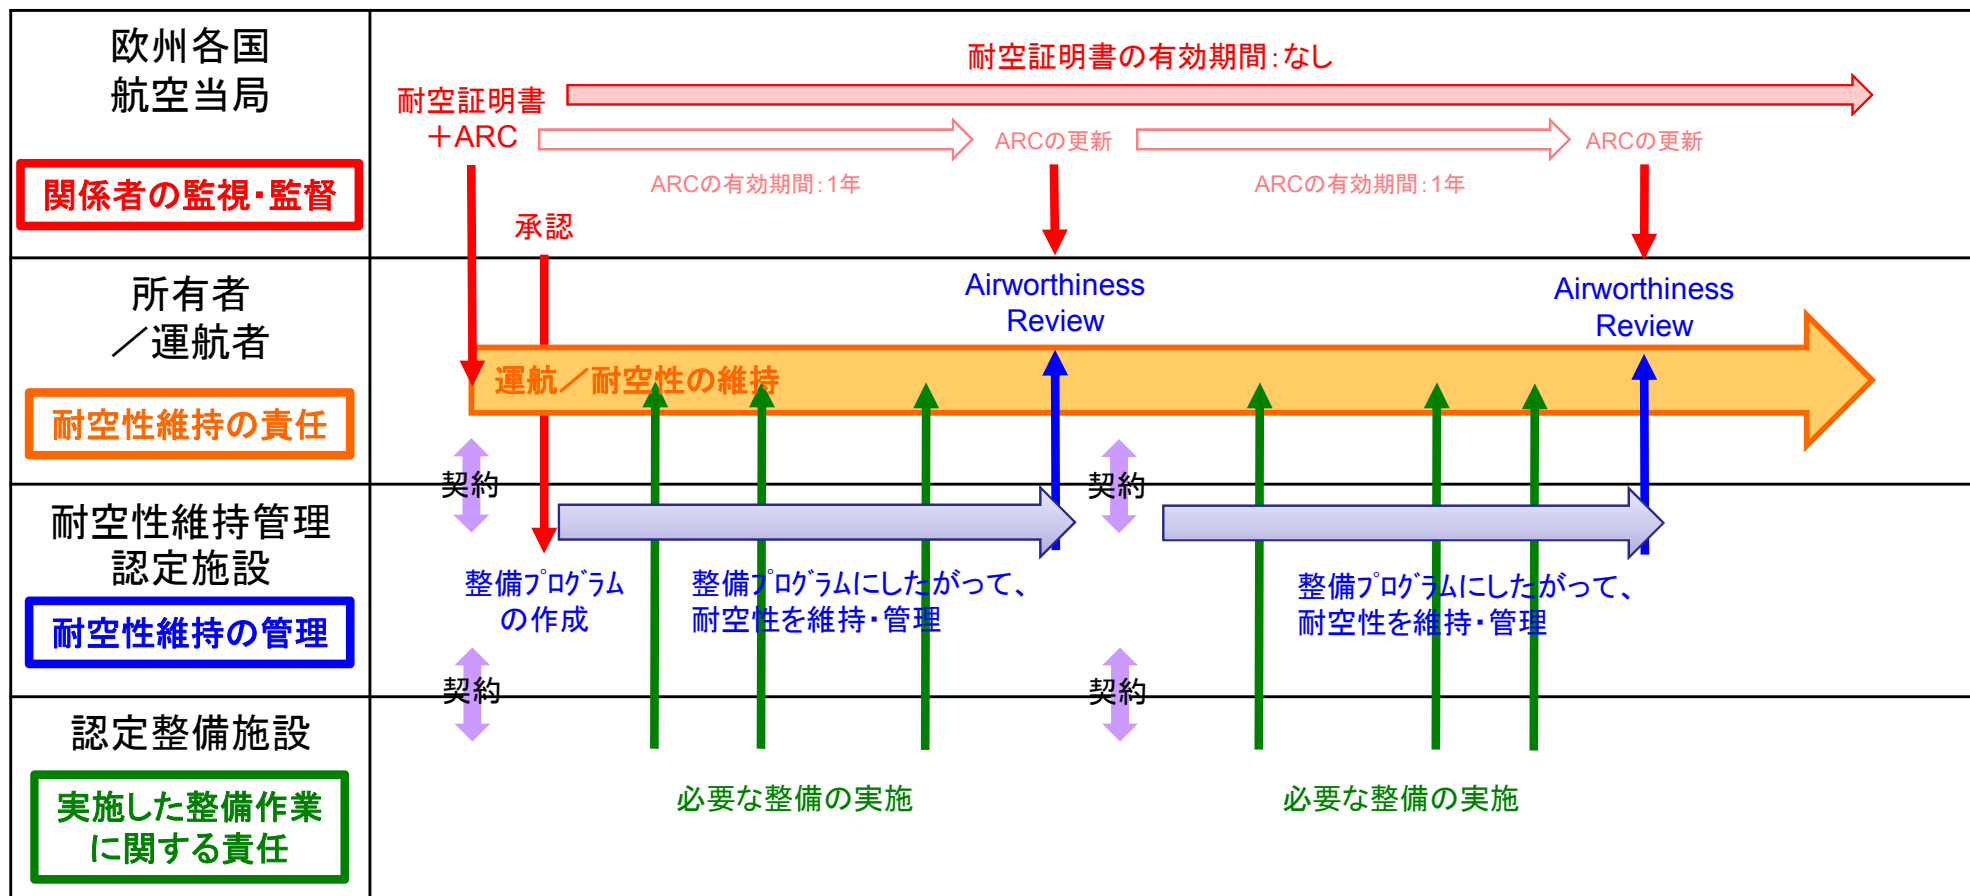 欧州各国
航空当局
関係者の監視・監督
耐空証明書の有効期間：なし
耐空証明書
＋ARC
ARCの更新
ARCの更新
ARCの有効期間：1年
ARCの有効期間：1年
承認
所有者
／運航者
耐空性維持の責任
Airworthiness
Review
Airworthiness
Review
運航／耐空性の維持
契約
契約
耐空性維持管理
認定施設
耐空性維持の管理
整備ﾌﾟﾛｸﾞﾗﾑ
の作成
整備ﾌﾟﾛｸﾞﾗﾑにしたがって、
耐空性を維持・管理
整備ﾌﾟﾛｸﾞﾗﾑにしたがって、
耐空性を維持・管理
契約
契約
認定整備施設
実施した整備作業
に関する責任
必要な整備の実施
必要な整備の実施